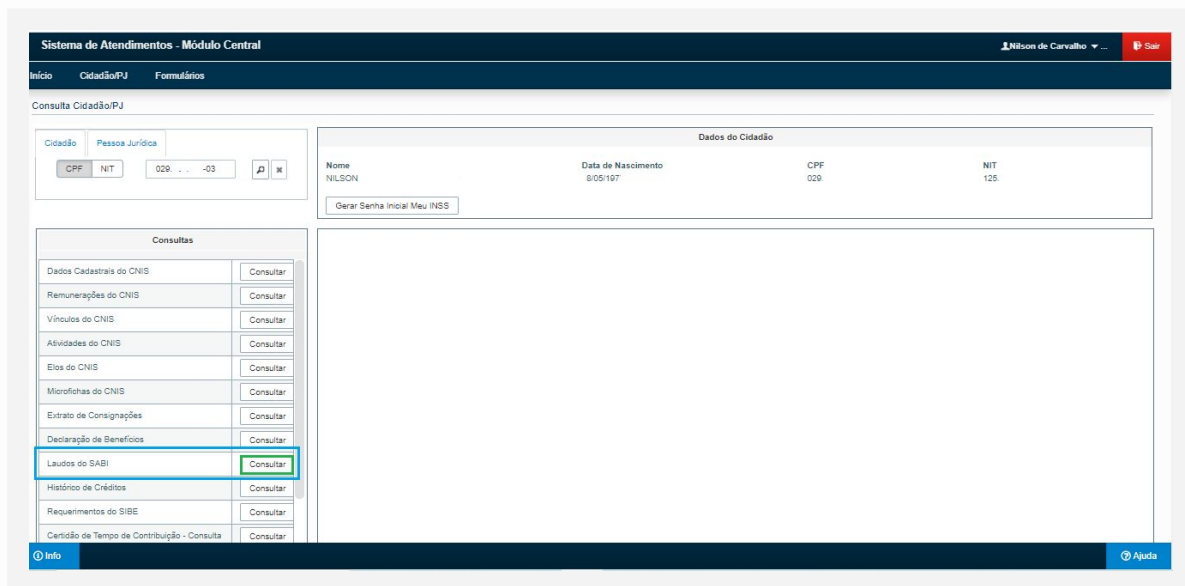 Sistema de Atendimentos - Módulo Central
Nilson de Carvalho ...
Sair
Início Cidadão/PJ Formulários
Consulta Cidadão/PJ
Cidadão Pessoa Jurídica
CPF NIT 029. . . -03
Dados do Cidadão
Nome Data de Nascimento CPF NIT
NILSON 8/05/197 029. 125.
Gerar Senha Inicial Meu INSS
Consultas
Dados Cadastrais do CNIS Consultar
Remunerações do CNIS Consultar
Vínculos do CNIS Consultar
Atividades do CNIS Consultar
Elos do CNIS Consultar
Microfichas do CNIS Consultar
Extrato de Consignações Consultar
Declaração de Benefícios Consultar
Laudos do SABI Consultar
Histórico de Créditos Consultar
Requerimentos do SIBE Consultar
Certidão de Tempo de Contribuição - Consulta Consultar
Info Ajuda